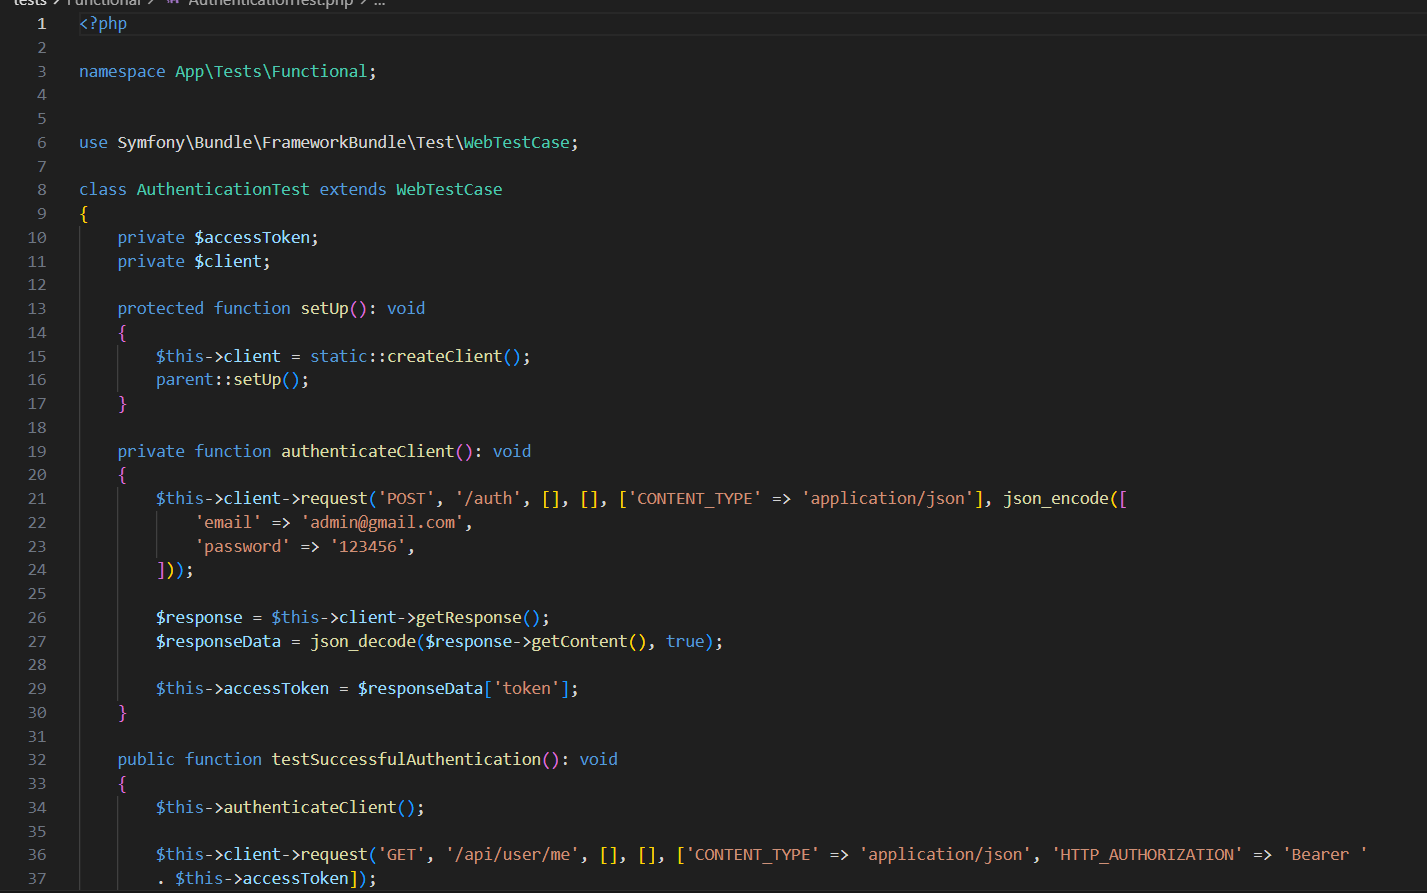 tests > Functional > AuthenticationTest.php > ...
1 <?php
2
3 namespace App\Tests\Functional;
4
5
6 use Symfony\Bundle\FrameworkBundle\Test\WebTestCase;
7
8 class AuthenticationTest extends WebTestCase
9 {
10     private $accessToken;
11     private $client;
12
13     protected function setUp(): void
14     {
15         $this->client = static::createClient();
16         parent::setUp();
17     }
18
19     private function authenticateClient(): void
20     {
21         $this->client->request('POST', '/auth', [], [], ['CONTENT_TYPE' => 'application/json'], json_encode([
22             'email' => 'admin@gmail.com',
23             'password' => '123456',
24         ]));
25
26         $response = $this->client->getResponse();
27         $responseData = json_decode($response->getContent(), true);
28
29         $this->accessToken = $responseData['token'];
30     }
31
32     public function testSuccessfulAuthentication(): void
33     {
34         $this->authenticateClient();
35
36         $this->client->request('GET', '/api/user/me', [], [], ['CONTENT_TYPE' => 'application/json', 'HTTP_AUTHORIZATION' => 'Bearer '
37         . $this->accessToken]);